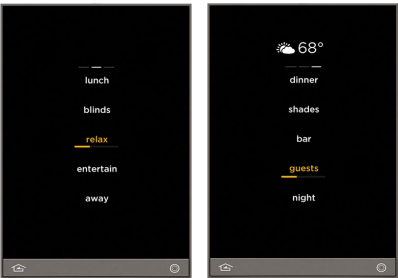 lunch
blinds
relax
entertain
away
68°
dinner
shades
bar
guests
night